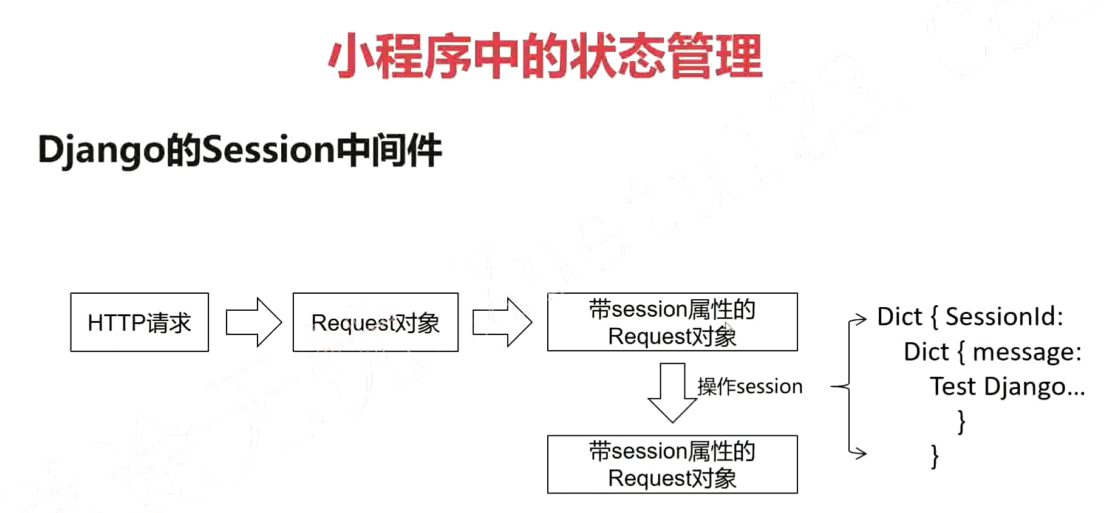 小程序中的状态管理
Django的Session中间件
HTTP请求
Request对象
带session属性的
Request对象
操作session
带session属性的
Request对象
Dict { SessionId:
Dict { message:
Test Django...
}
}